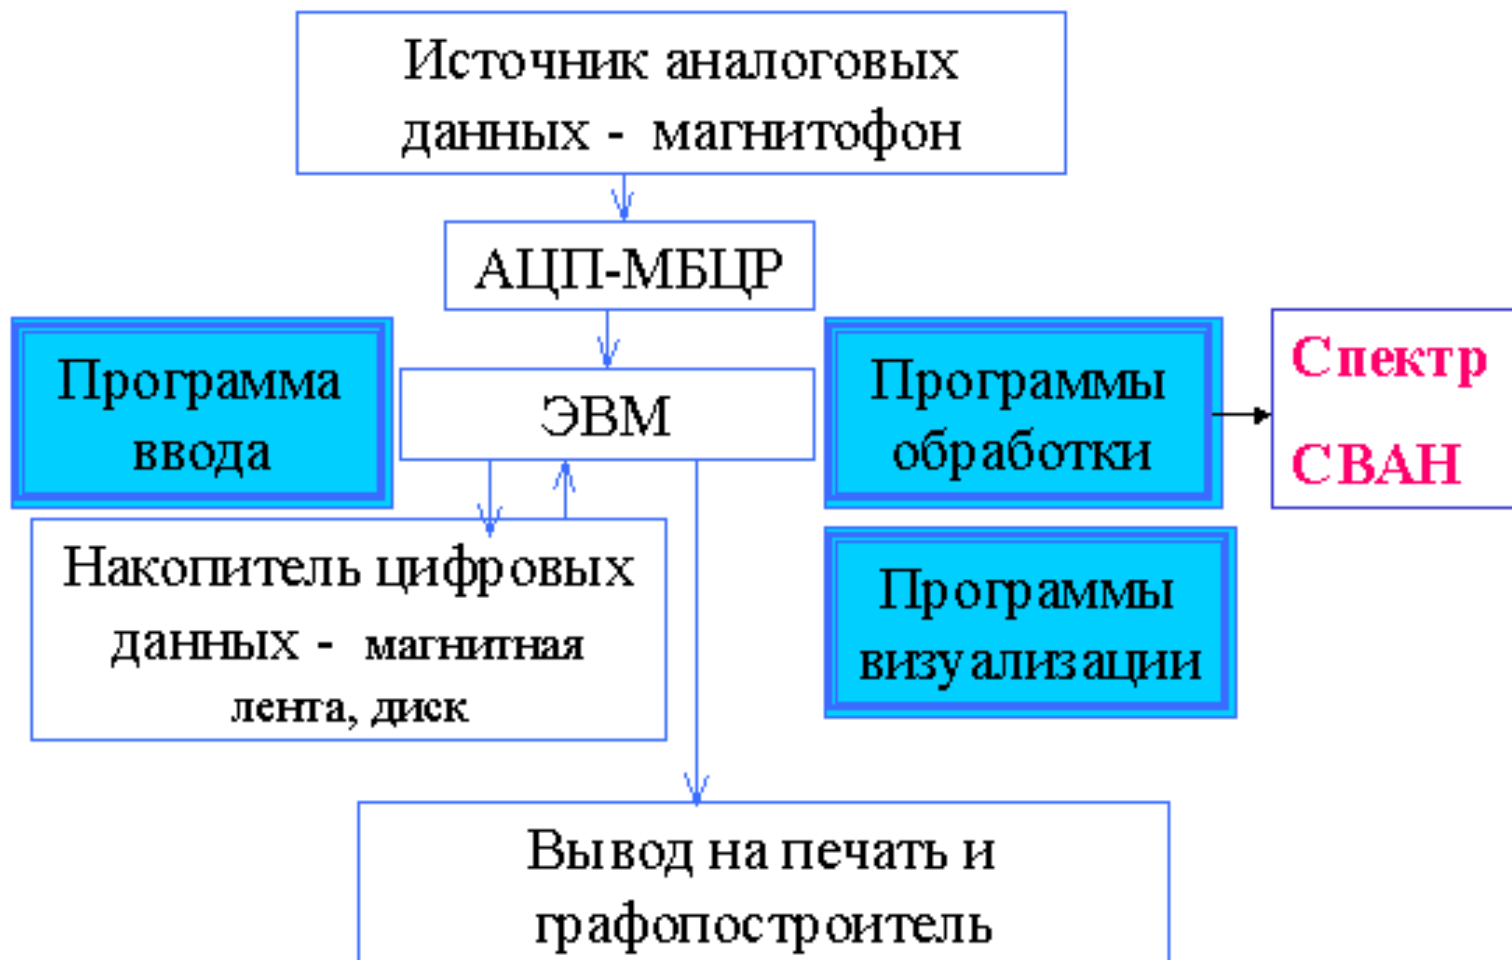 Источник аналоговых
данных - магнитофон
АЦП-МБЦР
Программа
ввода
ЭВМ
Программы
обработки
Спектр
СВАН
Накопитель цифровых
данных - магнитная
лента, диск
Программы
визуализации
Вывод на печать и
графопостроитель